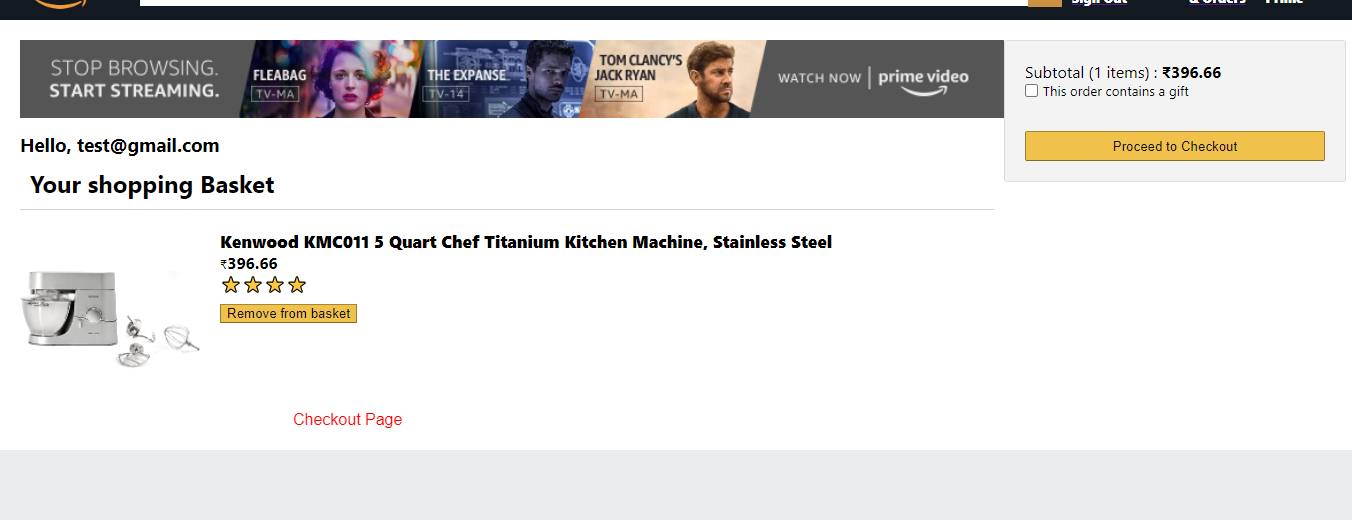 Sign Out
& Orders
Prime
STOP BROWSING.
START STREAMING.
FLEABAG
TV-MA
THE EXPANSE
TV-14
TOM CLANCY'S
JACK RYAN
TV-MA
WATCH NOW | prime video
Subtotal (1 items) : ₹396.66
This order contains a gift
Proceed to Checkout
Hello, test@gmail.com
Your shopping Basket
Kenwood KMC011 5 Quart Chef Titanium Kitchen Machine, Stainless Steel
₹396.66
Remove from basket
Checkout Page